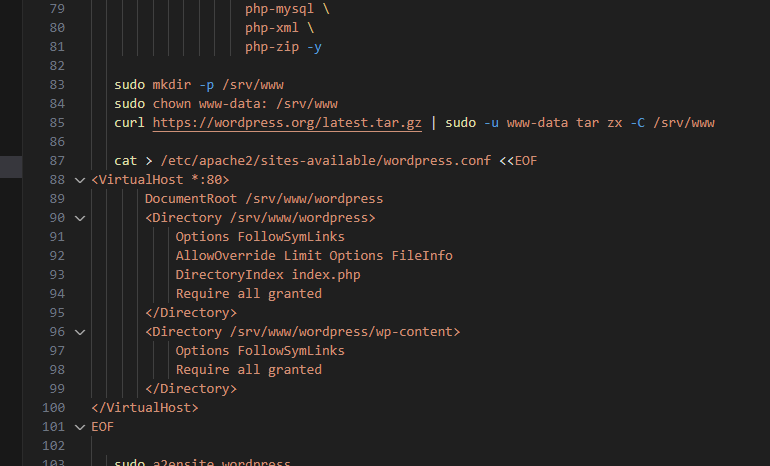 79 php-mysql \
80 php-xml \
81 php-zip -y
82
83 sudo mkdir -p /srv/www
84 sudo chown www-data: /srv/www
85 curl https://wordpress.org/latest.tar.gz | sudo -u www-data tar zx -C /srv/www
86
87 cat > /etc/apache2/sites-available/wordpress.conf <<EOF
88 <VirtualHost *:80>
89 DocumentRoot /srv/www/wordpress
90 <Directory /srv/www/wordpress>
91 Options FollowSymLinks
92 AllowOverride Limit Options FileInfo
93 DirectoryIndex index.php
94 Require all granted
95 </Directory>
96 <Directory /srv/www/wordpress/wp-content>
97 Options FollowSymLinks
98 Require all granted
99 </Directory>
100 </VirtualHost>
101 EOF
102
103 sudo a2ensite wordpress